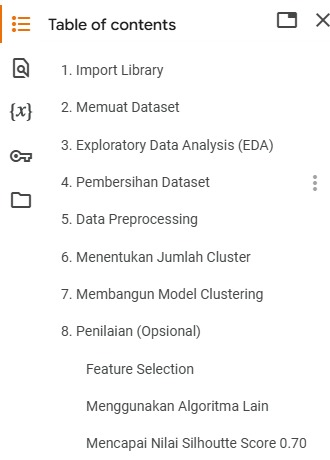 Table of contents
{x}
1. Import Library
2. Memuat Dataset
3. Exploratory Data Analysis (EDA)
4. Pembersihan Dataset
5. Data Preprocessing
6. Menentukan Jumlah Cluster
7. Membangun Model Clustering
8. Penilaian (Opsional)
Feature Selection
Menggunakan Algoritma Lain
Mencapai Nilai Silhoutte Score 0.70